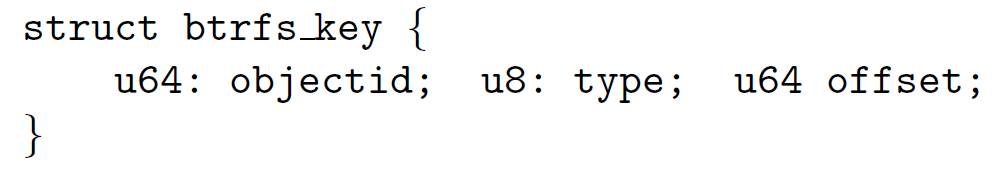 struct btrfs_key {
u64: objectid; u8: type; u64 offset;
}